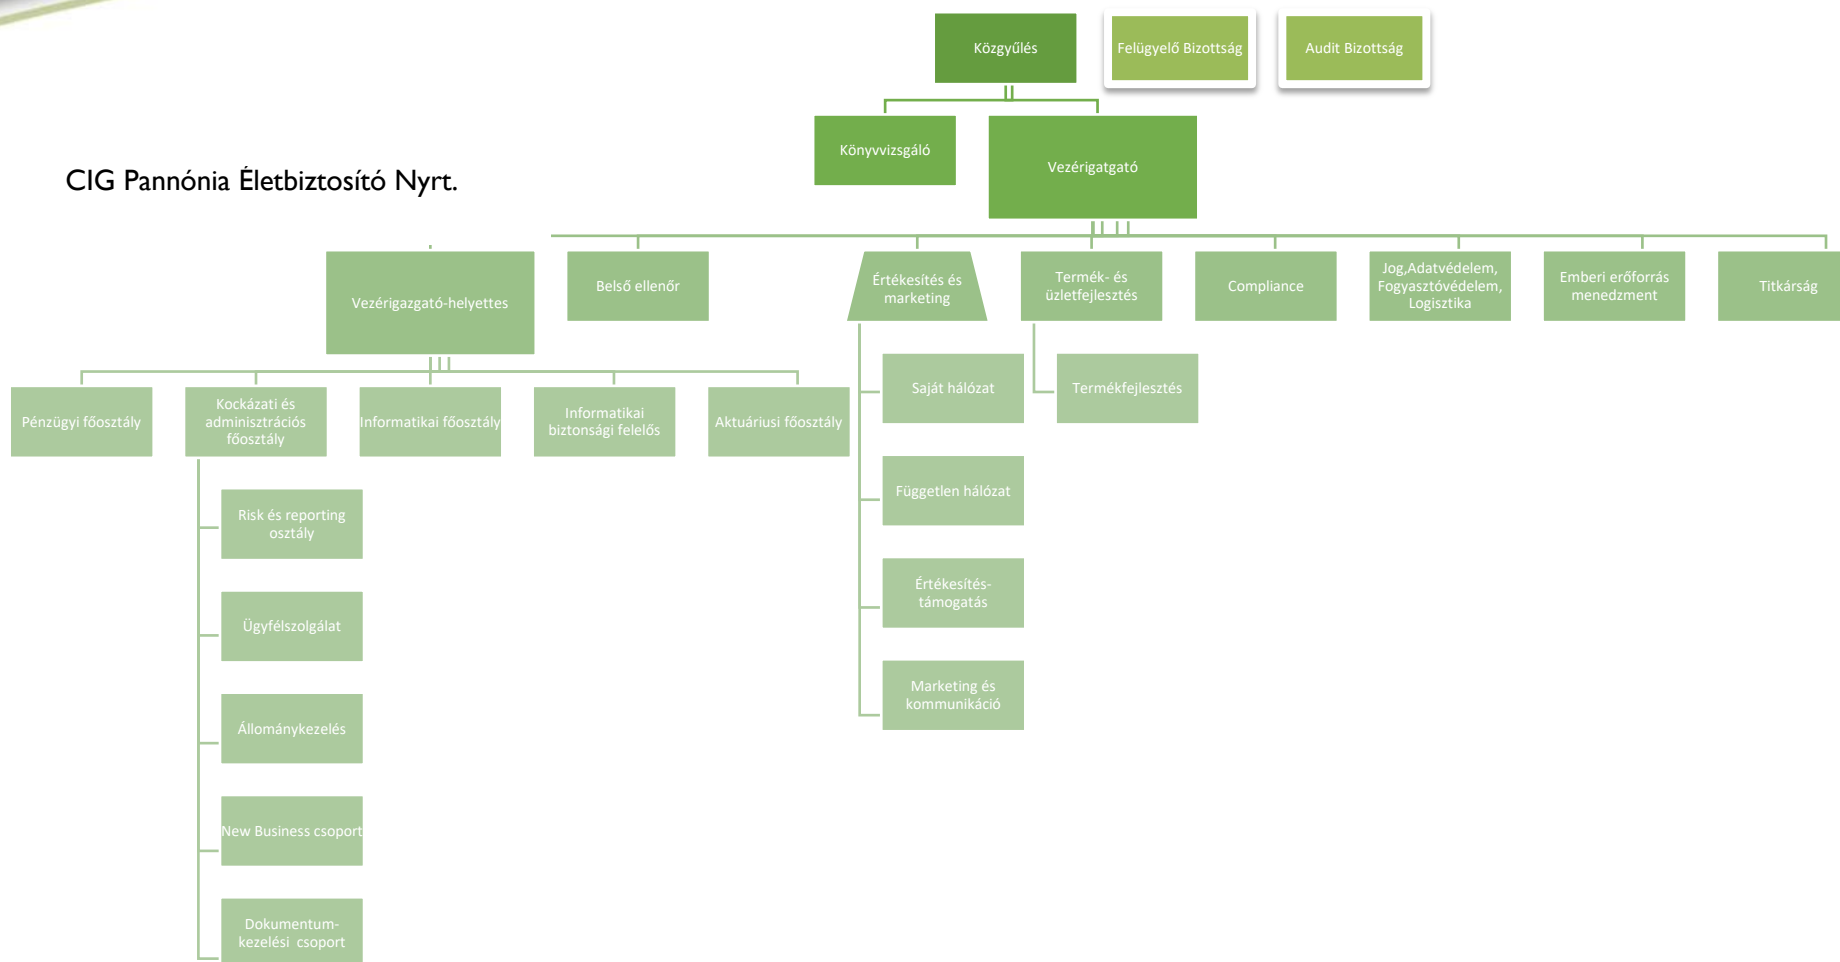 Közgyűlés
Felügyelő Bizottság
Audit Bizottság
Könyvvizsgáló
Vezérigatgató
CIG Pannónia Életbiztosító Nyrt.
Vezérigazgató-helyettes
Belső ellenőr
Értékesítés és
marketing
Termék- és
üzletfejlesztés
Compliance
Jog,Adatvédelem,
Fogyasztóvédelem,
Logisztika
Emberi erőforrás
menedzment
Titkárság
Pénzügyi főosztály
Kockázati és
adminisztrációs
főosztály
Informatikai főosztály
Informatikai
biztonsági felelős
Aktuáriusi főosztály
Saját hálózat
Termékfejlesztés
Független hálózat
Értékesítés-
támogatás
Marketing és
kommunikáció
Risk és reporting
osztály
Ügyfélszolgálat
Állománykezelés
New Business csoport
Dokumentum-
kezelési csoport